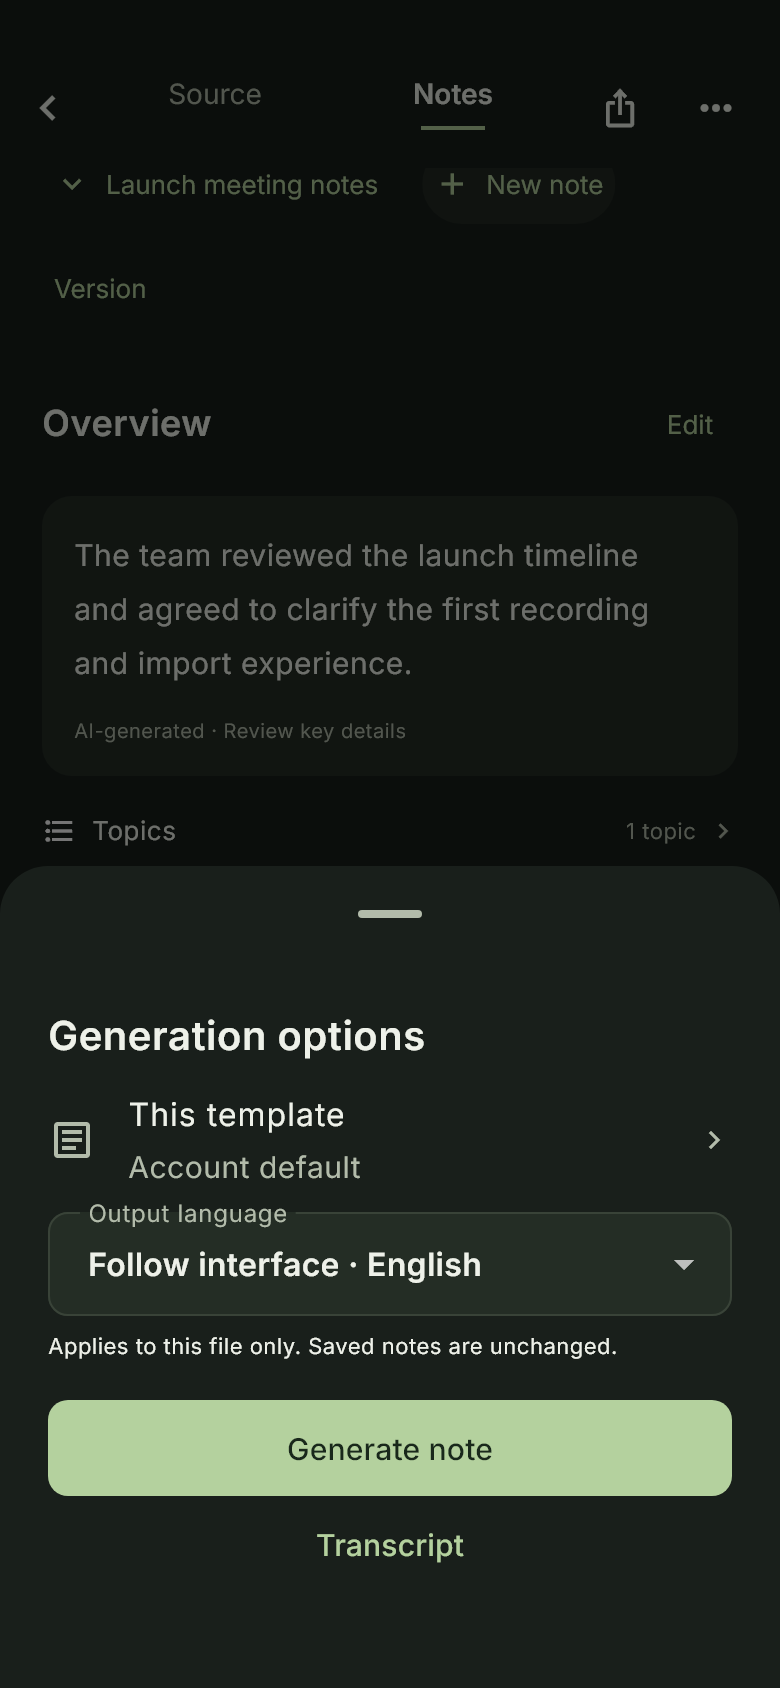 Source
Notes
Launch meeting notes
New note
Version
Overview
Edit
The team reviewed the launch timeline
and agreed to clarify the first recording
and import experience.
AI-generated · Review key details
Topics
1 topic
Generation options
This template
Account default
Output language
Follow interface · English
Applies to this file only. Saved notes are unchanged.
Generate note
Transcript